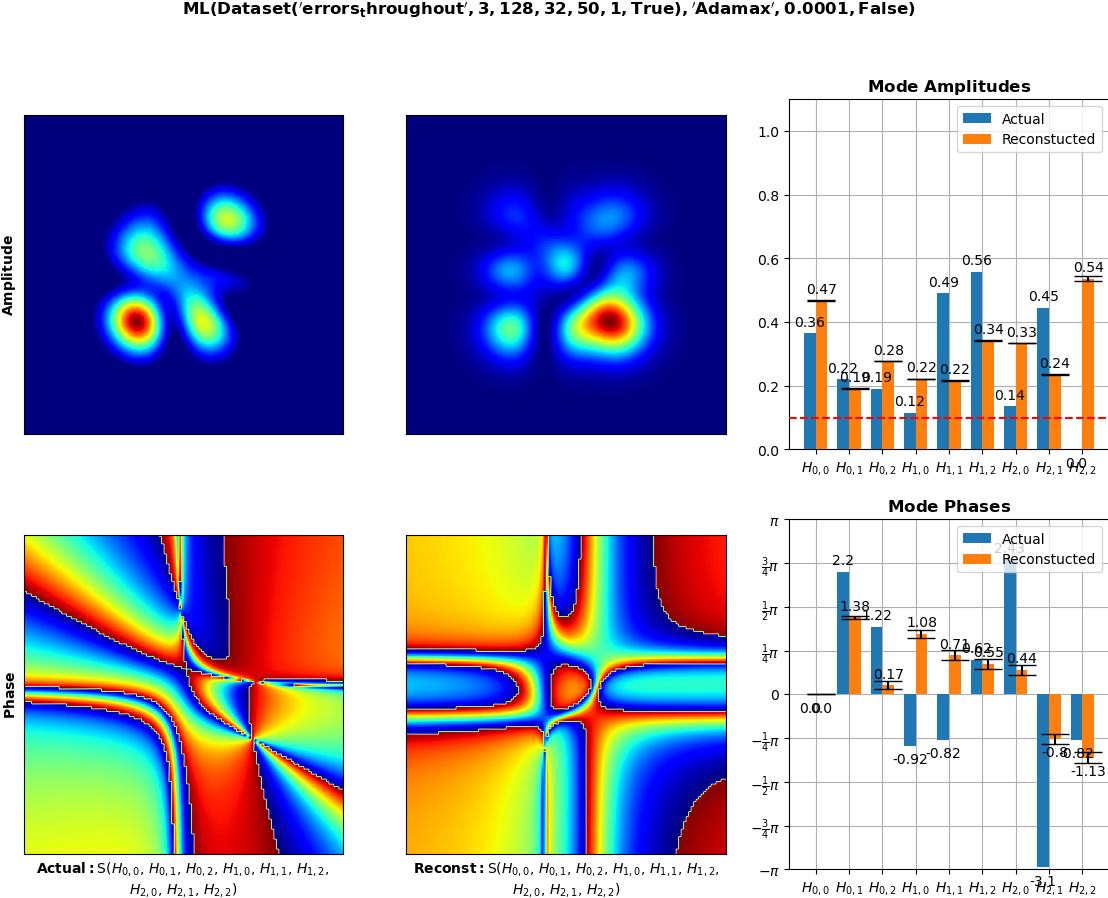 ML(Dataset('errors_throughout', 3, 128, 32, 50, 1, True), 'Adamax', 0.0001, False)
Mode Amplitudes
Amplitude
Actual
Reconstucted
1.0
0.8
0.6
0.4
0.2
0.0
0.36 0.47 0.22 0.19 0.19 0.28 0.12 0.22 0.49 0.22 0.56 0.34 0.14 0.33 0.45 0.24 0.0 0.54
H0,0 H0,1 H0,2 H1,0 H1,1 H1,2 H2,0 H2,1 H2,2
Mode Phases
Phase
Actual
Reconstucted
π
3/4π
1/2π
1/4π
0
−1/4π
−1/2π
−3/4π
−π
0.0 0.0 2.2 1.38 1.22 0.17 -0.92 1.08 -0.82 0.71 0.62 0.55 2.43 0.44 -3.1 -0.8 -0.82 -1.13
H0,0 H0,1 H0,2 H1,0 H1,1 H1,2 H2,0 H2,1 H2,2
Actual: S(H0,0, H0,1, H0,2, H1,0, H1,1, H1,2,
H2,0, H2,1, H2,2)
Reconst: S(H0,0, H0,1, H0,2, H1,0, H1,1, H1,2,
H2,0, H2,1, H2,2)